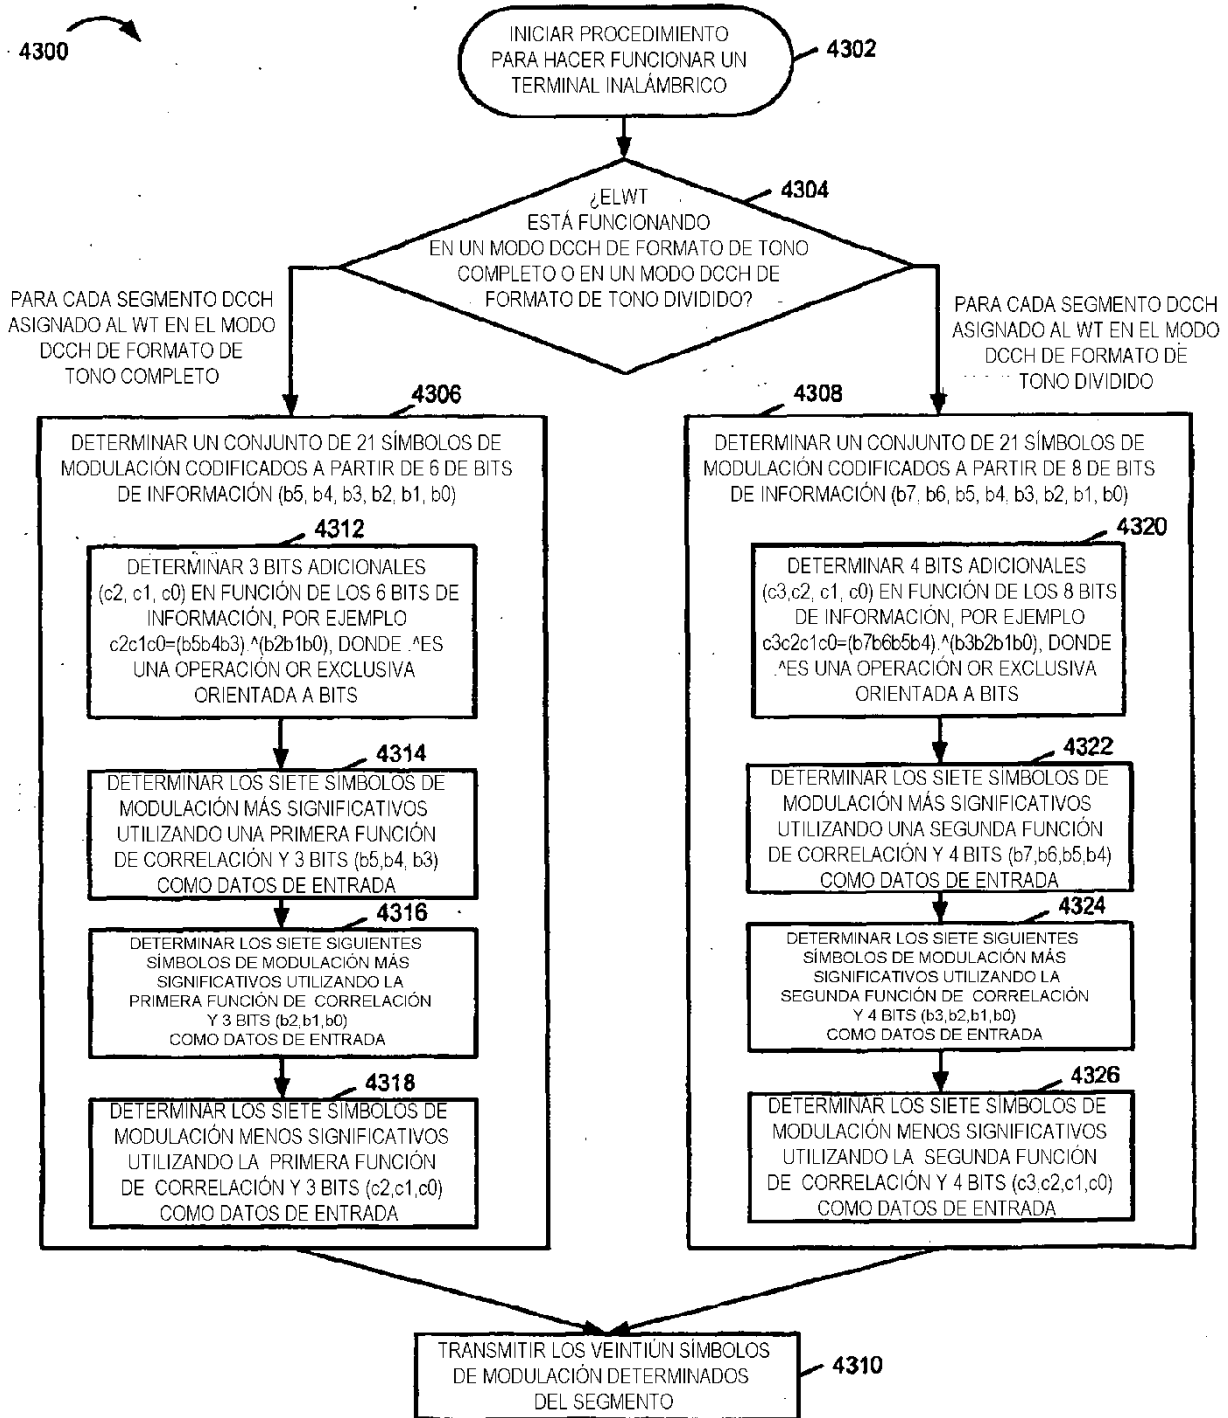 4300
INICIAR PROCEDIMIENTO
PARA HACER FUNCIONAR UN
TERMINAL INALÁMBRICO
4302
4304
¿ELWT
ESTÁ FUNCIONANDO
EN UN MODO DCCH DE FORMATO DE TONO
COMPLETO O EN UN MODO DCCH DE
FORMATO DE TONO DIVIDIDO?
PARA CADA SEGMENTO DCCH
ASIGNADO AL WT EN EL MODO
DCCH DE FORMATO DE
TONO COMPLETO
PARA CADA SEGMENTO DCCH
ASIGNADO AL WT EN EL MODO
DCCH DE FORMATO DE
TONO DIVIDIDO
4306
DETERMINAR UN CONJUNTO DE 21 SÍMBOLOS DE
MODULACIÓN CODIFICADOS A PARTIR DE 6 DE BITS
DE INFORMACIÓN (b5, b4, b3, b2, b1, b0)
4312
DETERMINAR 3 BITS ADICIONALES
(c2, c1, c0) EN FUNCIÓN DE LOS 6 BITS DE
INFORMACIÓN, POR EJEMPLO
c2c1c0=(b5b4b3).^(b2b1b0), DONDE .^ES
UNA OPERACIÓN OR EXCLUSIVA
ORIENTADA A BITS
4314
DETERMINAR LOS SIETE SÍMBOLOS DE
MODULACIÓN MÁS SIGNIFICATIVOS
UTILIZANDO UNA PRIMERA FUNCIÓN
DE CORRELACIÓN Y 3 BITS (b5,b4, b3)
COMO DATOS DE ENTRADA
4316
DETERMINAR LOS SIETE SIGUIENTES
SÍMBOLOS DE MODULACIÓN MÁS
SIGNIFICATIVOS UTILIZANDO LA
PRIMERA FUNCIÓN DE CORRELACIÓN
Y 3 BITS (b2,b1,b0)
COMO DATOS DE ENTRADA
4318
DETERMINAR LOS SIETE SÍMBOLOS DE
MODULACIÓN MENOS SIGNIFICATIVOS
UTILIZANDO LA PRIMERA FUNCIÓN
DE CORRELACIÓN Y 3 BITS (c2,c1,c0)
COMO DATOS DE ENTRADA
4308
DETERMINAR UN CONJUNTO DE 21 SÍMBOLOS DE
MODULACIÓN CODIFICADOS A PARTIR DE 8 DE BITS
DE INFORMACIÓN (b7, b6, b5, b4, b3, b2, b1, b0)
4320
DETERMINAR 4 BITS ADICIONALES
(c3,c2, c1, c0) EN FUNCIÓN DE LOS 8 BITS
DE INFORMACIÓN, POR EJEMPLO
c3c2c1c0=(b7b6b5b4).^(b3b2b1b0), DONDE
.^ES UNA OPERACIÓN OR EXCLUSIVA
ORIENTADA A BITS
4322
DETERMINAR LOS SIETE SÍMBOLOS DE
MODULACIÓN MÁS SIGNIFICATIVOS
UTILIZANDO UNA SEGUNDA FUNCIÓN
DE CORRELACIÓN Y 4 BITS (b7,b6,b5,b4)
COMO DATOS DE ENTRADA
4324
DETERMINAR LOS SIETE SIGUIENTES
SÍMBOLOS DE MODULACIÓN MÁS
SIGNIFICATIVOS UTILIZANDO LA
SEGUNDA FUNCIÓN DE CORRELACIÓN
Y 4 BITS (b3,b2,b1,b0)
COMO DATOS DE ENTRADA
4326
DETERMINAR LOS SIETE SÍMBOLOS DE
MODULACIÓN MENOS SIGNIFICATIVOS
UTILIZANDO LA SEGUNDA FUNCIÓN
DE CORRELACIÓN Y 4 BITS (c3,c2,c1,c0)
COMO DATOS DE ENTRADA
TRANSMITIR LOS VEINTIÚN SÍMBOLOS
DE MODULACIÓN DETERMINADOS
DEL SEGMENTO
4310